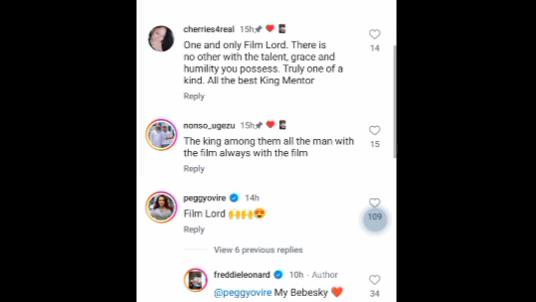 cherries4real 15h
14
One and only Film Lord. There is
no other with the talent, grace and
humility you possess. Truly one of a
kind. All the best King Mentor
Reply
nonso_ugezu 15h
15
The king among them all the man with
the film always with the film
Reply
peggyovire 14h
109
Film Lord 🙌🙌😍
Reply
View 6 previous replies
freddieleonard 10h · Author
34
@peggyovire My Bebesky ❤️